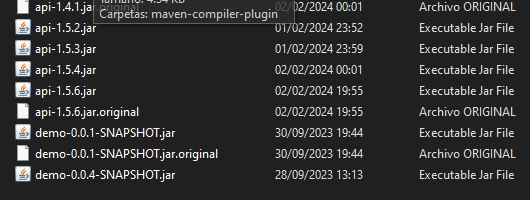 api-1.4.1.jar.original 02/02/2024 00:01 Archivo ORIGINAL
Tamaño: 4.54 KB
Carpetas: maven-compiler-plugin
api-1.5.2.jar 01/02/2024 23:52 Executable Jar File
api-1.5.3.jar 01/02/2024 23:59 Executable Jar File
api-1.5.4.jar 02/02/2024 00:01 Executable Jar File
api-1.5.6.jar 02/02/2024 19:55 Executable Jar File
api-1.5.6.jar.original 02/02/2024 19:55 Archivo ORIGINAL
demo-0.0.1-SNAPSHOT.jar 30/09/2023 19:44 Executable Jar File
demo-0.0.1-SNAPSHOT.jar.original 30/09/2023 19:44 Archivo ORIGINAL
demo-0.0.4-SNAPSHOT.jar 28/09/2023 13:13 Executable Jar File